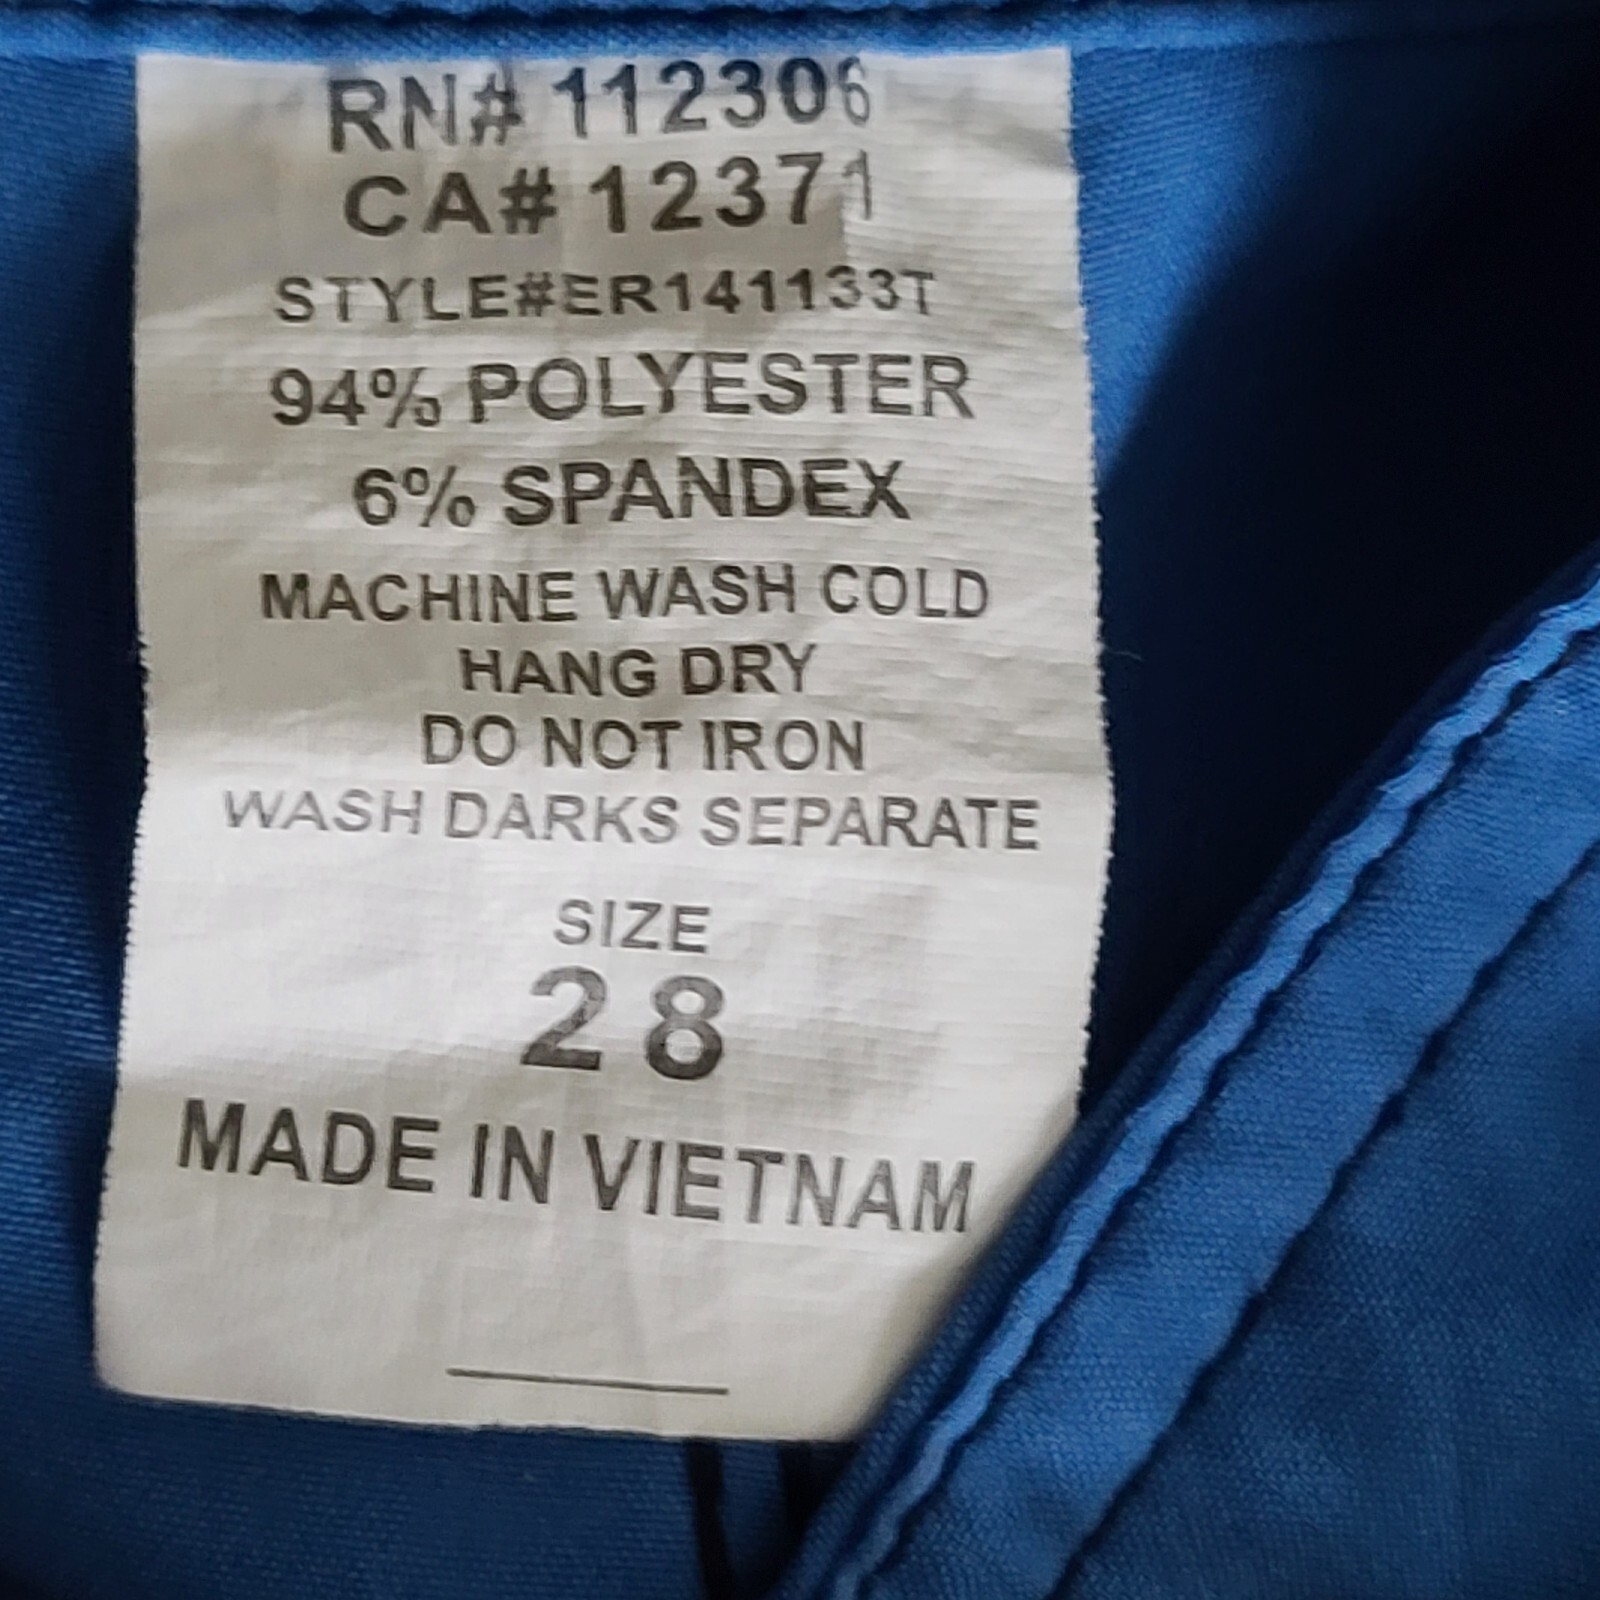 RN# 112306
CA# 12371
STYLE#ER141133T
94% POLYESTER
6% SPANDEX
MACHINE WASH COLD
HANG DRY
DO NOT IRON
WASH DARKS SEPARATE
SIZE
28
MADE IN VIETNAM